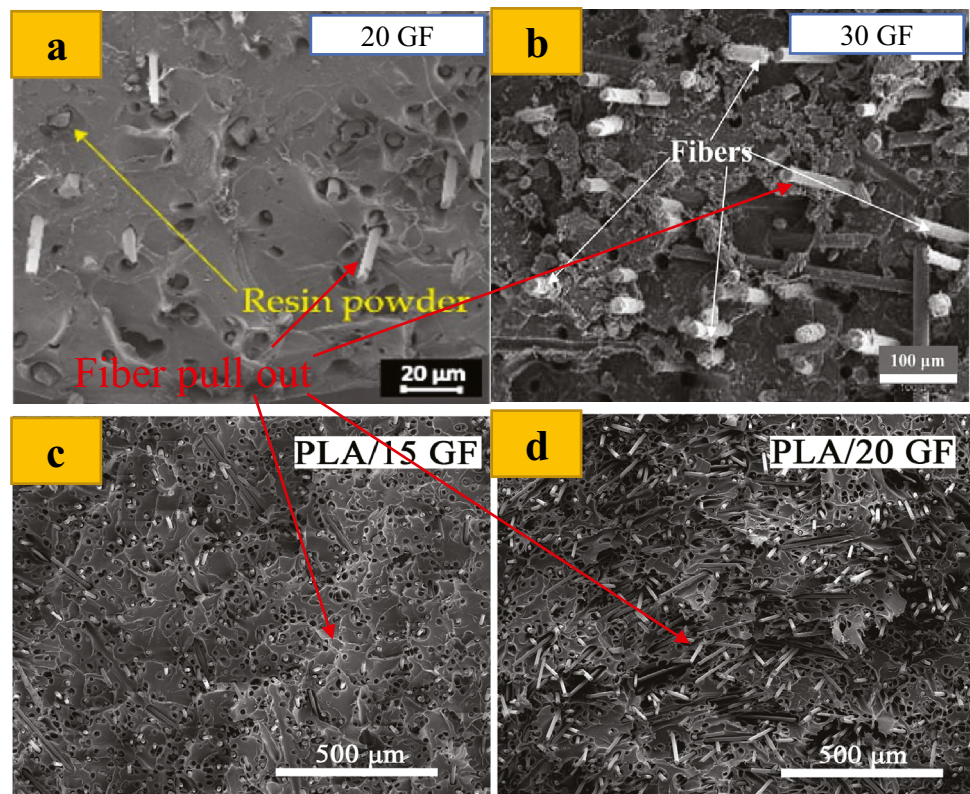 a
20 GF
b
30 GF
Fibers
Resin powder
Fiber pull out
20 µm
100 µm
c
PLA/15 GF
d
PLA/20 GF
500 µm
500 µm